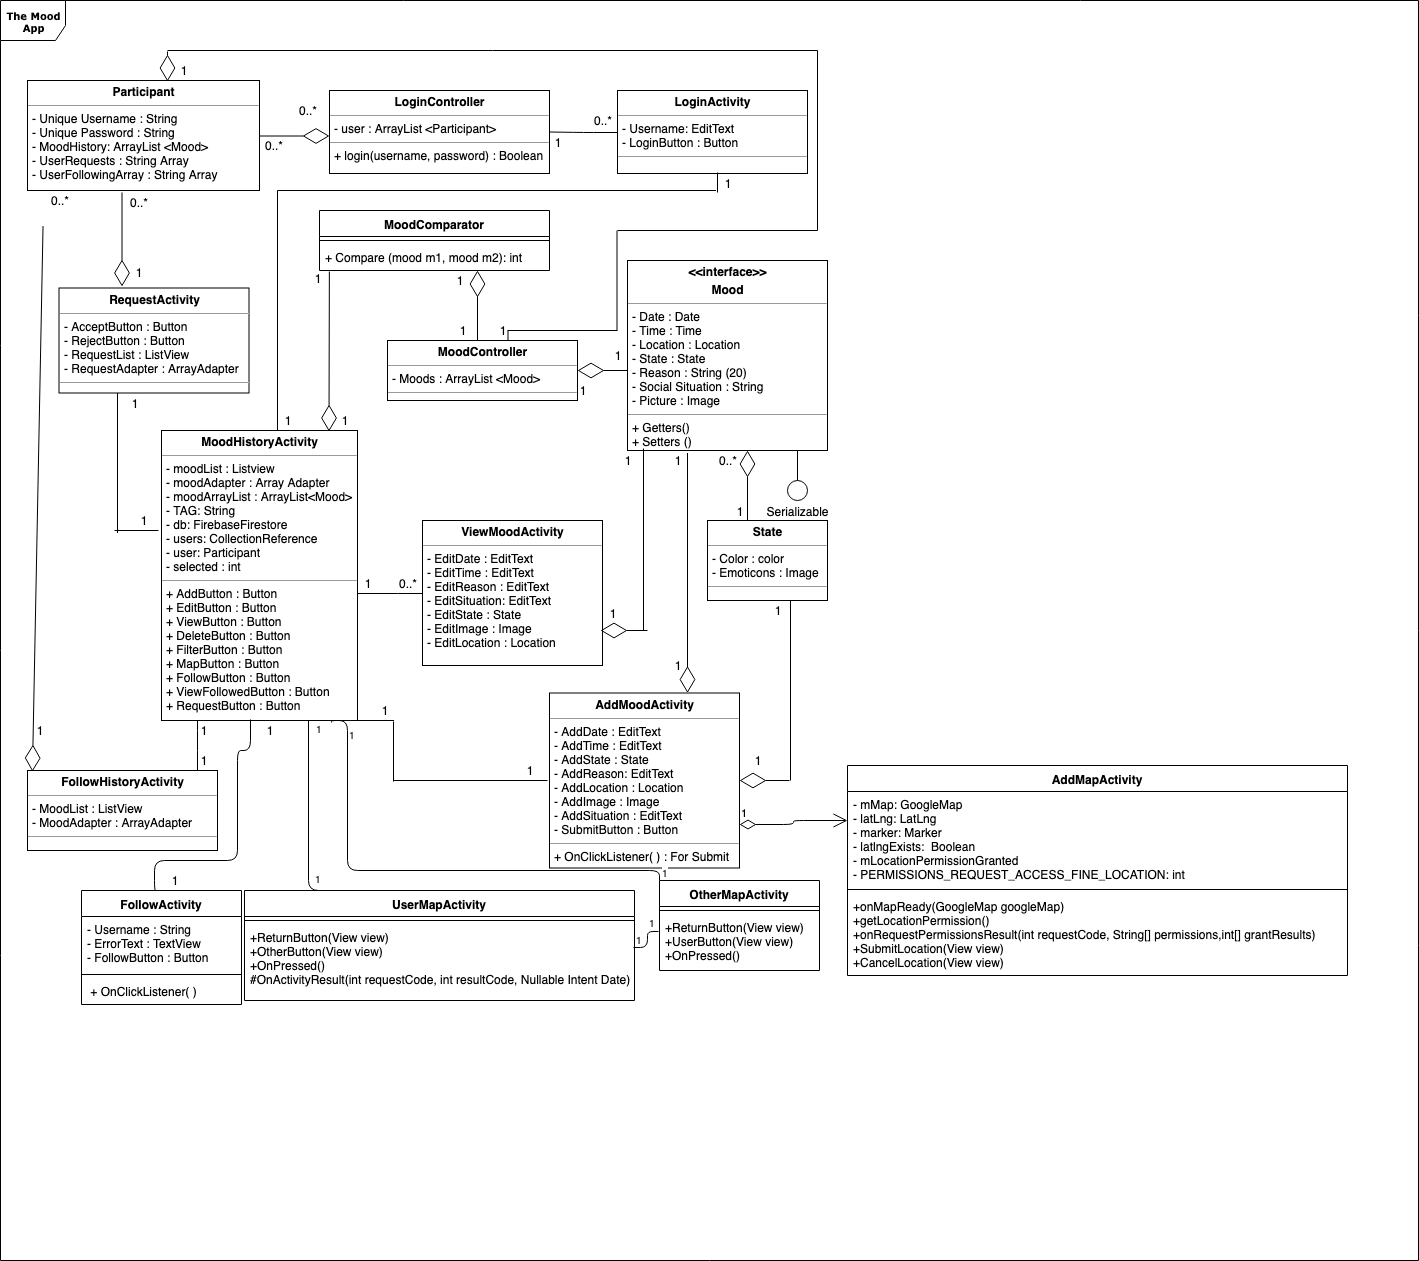 The Mood
App
1
Participant
- Unique Username : String
- Unique Password : String
- MoodHistory: ArrayList <Mood>
- UserRequests : String Array
- UserFollowingArray : String Array
0..*
0..*
LoginController
- user : ArrayList <Participant>
+ login(username, password) : Boolean
1
0..*
LoginActivity
- Username: EditText
- LoginButton : Button
1
0..*
0..*
1
MoodComparator
+ Compare (mood m1, mood m2): int
1
1
1
1
<<interface>>
Mood
- Date : Date
- Time : Time
- Location : Location
- State : State
- Reason : String (20)
- Social Situation : String
- Picture : Image
+ Getters()
+ Setters ()
RequestActivity
- AcceptButton : Button
- RejectButton : Button
- RequestList : ListView
- RequestAdapter : ArrayAdapter
1
MoodController
- Moods : ArrayList <Mood>
1
1
1
1
1
1
0..*
1
Serializable
MoodHistoryActivity
- moodList : Listview
- moodAdapter : Array Adapter
- moodArrayList : ArrayList<Mood>
- TAG: String
- db: FirebaseFirestore
- users: CollectionReference
- user: Participant
- selected : int
+ AddButton : Button
+ EditButton : Button
+ ViewButton : Button
+ DeleteButton : Button
+ FilterButton : Button
+ MapButton : Button
+ FollowButton : Button
+ ViewFollowedButton : Button
+ RequestButton : Button
1
1
0..*
ViewMoodActivity
- EditDate : EditText
- EditTime : EditText
- EditReason : EditText
- EditSituation: EditText
- EditState : State
- EditImage : Image
- EditLocation : Location
1
State
- Color : color
- Emoticons : Image
1
1
AddMoodActivity
- AddDate : EditText
- AddTime : EditText
- AddState : State
- AddReason: EditText
- AddLocation : Location
- AddImage : Image
- AddSituation : EditText
- SubmitButton : Button
+ OnClickListener( ) : For Submit
1
1
1
1
1
1
1
1
1
1
1
FollowHistoryActivity
- MoodList : ListView
- MoodAdapter : ArrayAdapter
AddMapActivity
- mMap: GoogleMap
- latLng: LatLng
- marker: Marker
- latlngExists:  Boolean
- mLocationPermissionGranted
- PERMISSIONS_REQUEST_ACCESS_FINE_LOCATION: int
+onMapReady(GoogleMap googleMap)
+getLocationPermission()
+onRequestPermissionsResult(int requestCode, String[] permissions,int[] grantResults)
+SubmitLocation(View view)
+CancelLocation(View view)
1
1
1
FollowActivity
- Username : String
- ErrorText : TextView
- FollowButton : Button
+ OnClickListener( )
UserMapActivity
+ReturnButton(View view)
+OtherButton(View view)
+OnPressed()
#OnActivityResult(int requestCode, int resultCode, Nullable Intent Date)
1
1
OtherMapActivity
+ReturnButton(View view)
+UserButton(View view)
+OnPressed()